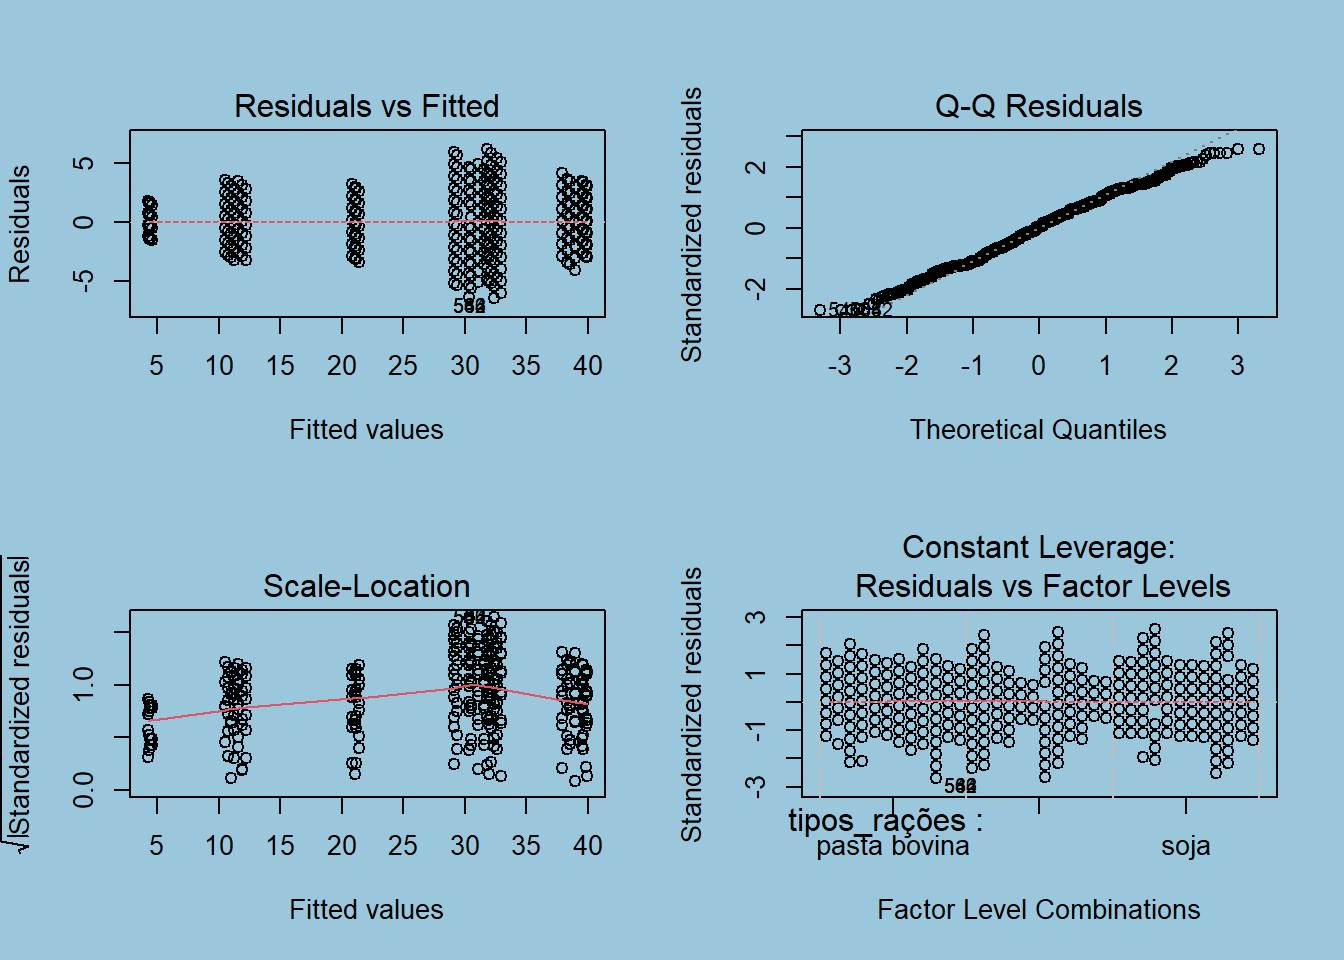 Residuals vs Fitted
Residuals
5
0
-5
5 10 15 20 25 30 35 40
Fitted values
Q-Q Residuals
Standardized residuals
2
0
-2
-3 -2 -1 0 1 2 3
Theoretical Quantiles
Scale-Location
√|Standardized residuals|
1.0
0.0
5 10 15 20 25 30 35 40
Fitted values
Constant Leverage:
Residuals vs Factor Levels
Standardized residuals
3
1
-1
-3
tipos_rações :
pasta bovina soja
Factor Level Combinations